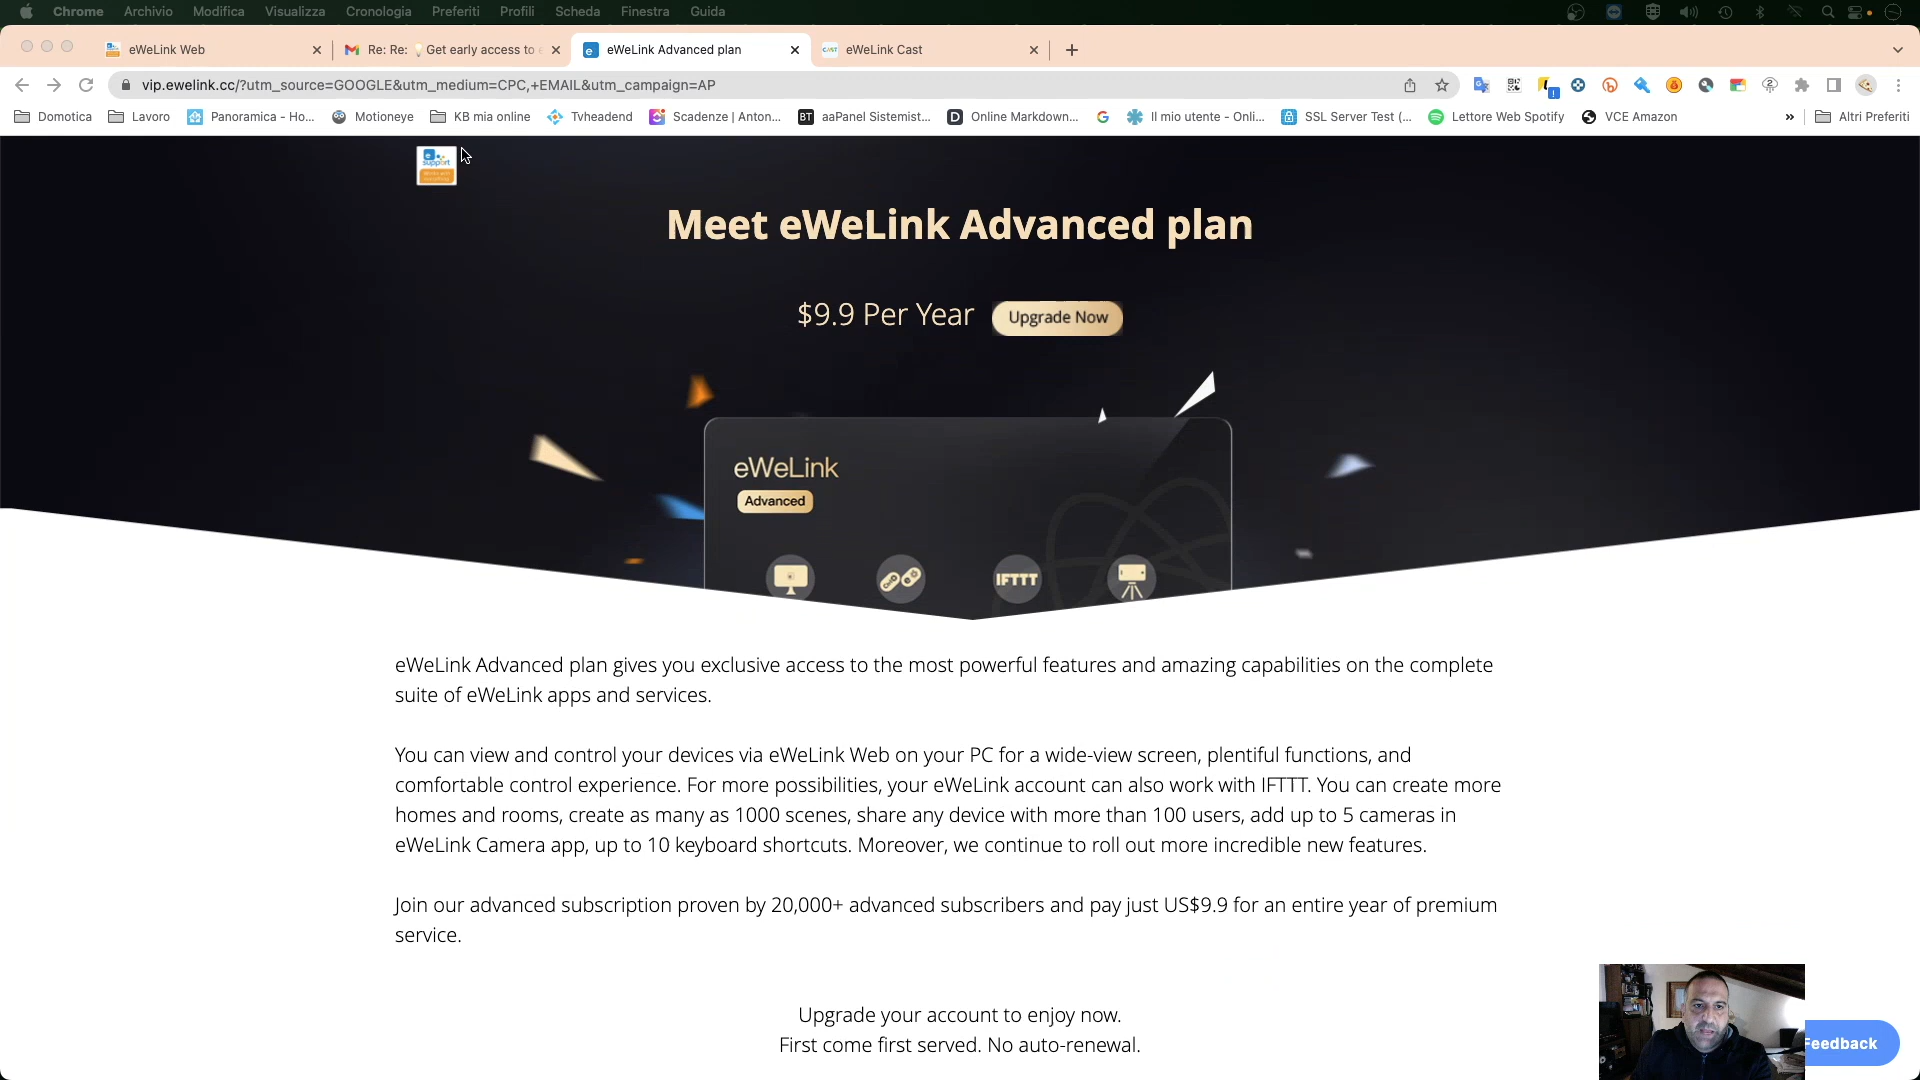 Chrome Archivio Modifica Visualizza Cronologia Preferiti Profili Scheda Finestra Guida
eWeLink Web
Re: Re: 💡Get early access to e
eWeLink Advanced plan
CAST eWeLink Cast
vip.ewelink.cc/?utm_source=GOOGLE&utm_medium=CPC,+EMAIL&utm_campaign=AP
Domotica Lavoro Panoramica - Ho... Motioneye KB mia online Tvheadend Scadenze | Anton... BT aaPanel Sistemist... D Online Markdown... G Il mio utente - Onli... SSL Server Test (... Lettore Web Spotify VCE Amazon » Altri Preferiti
e
support
Meet eWeLink Advanced plan
$9.9 Per Year Upgrade Now
eWeLink
Advanced
IFTTT
eWeLink Advanced plan gives you exclusive access to the most powerful features and amazing capabilities on the complete
suite of eWeLink apps and services.
You can view and control your devices via eWeLink Web on your PC for a wide-view screen, plentiful functions, and
comfortable control experience. For more possibilities, your eWeLink account can also work with IFTTT. You can create more
homes and rooms, create as many as 1000 scenes, share any device with more than 100 users, add up to 5 cameras in
eWeLink Camera app, up to 10 keyboard shortcuts. Moreover, we continue to roll out more incredible new features.
Join our advanced subscription proven by 20,000+ advanced subscribers and pay just US$9.9 for an entire year of premium
service.
Upgrade your account to enjoy now.
First come first served. No auto-renewal.
Feedback